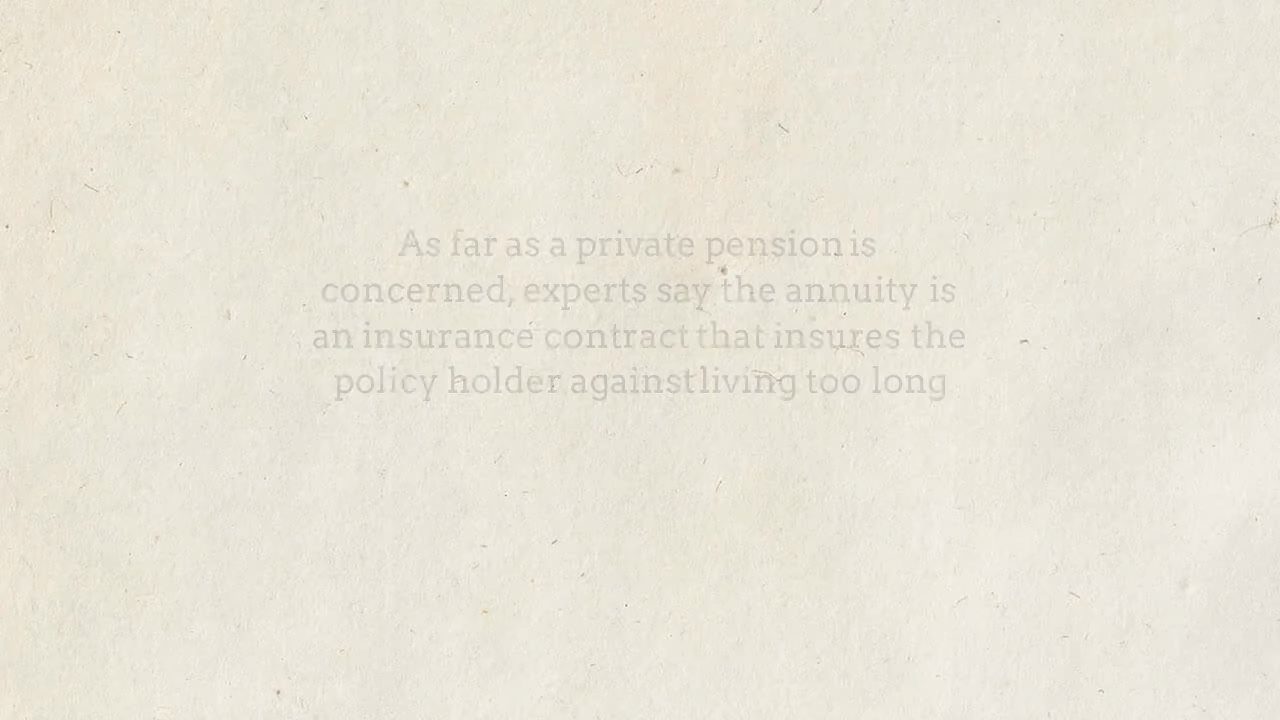 As far as a private pension is
concerned, experts say the annuity is
an insurance contract that insures the
policy holder against living too long